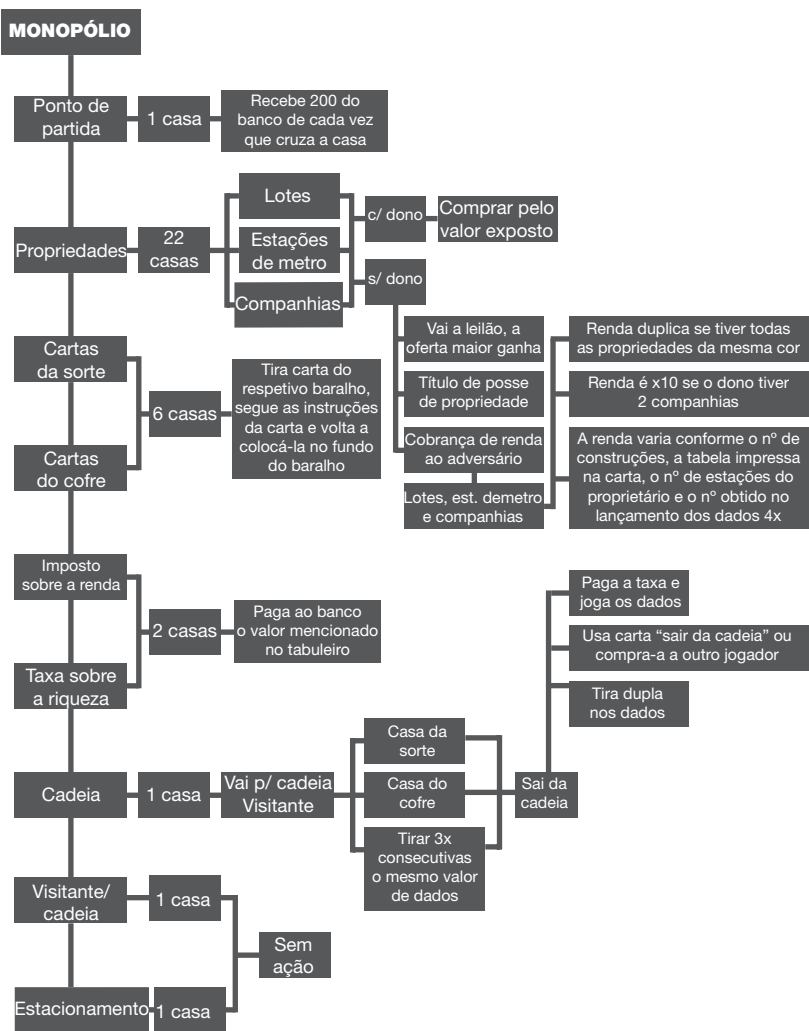 MONOPÓLIO
Ponto de
partida
1 casa
Recebe 200 do
banco de cada vez
que cruza a casa
Propriedades
22
casas
Lotes
Estações
de metro
Companhias
c/ dono
Comprar pelo
valor exposto
s/ dono
Vai a leilão, a
oferta maior ganha
Título de posse
de propriedade
Cobrança de renda
ao adversário
Lotes, est. demetro
e companhias
Renda duplica se tiver todas
as propriedades da mesma cor
Renda é x10 se o dono tiver
2 companhias
A renda varia conforme o nº de
construções, a tabela impressa
na carta, o nº de estações do
proprietário e o nº obtido no
lançamento dos dados 4x
Cartas
da sorte
Cartas
do cofre
6 casas
Tira carta do
respetivo baralho,
segue as instruções
da carta e volta a
colocá-la no fundo
do baralho
Imposto
sobre a renda
Taxa sobre
a riqueza
2 casas
Paga ao banco
o valor mencionado
no tabuleiro
Cadeia
1 casa
Vai p/ cadeia
Visitante
Casa da
sorte
Casa do
cofre
Tirar 3x
consecutivas
o mesmo valor
de dados
Sai da
cadeia
Paga a taxa e
joga os dados
Usa carta “sair da cadeia” ou
compra-a a outro jogador
Tira dupla
nos dados
Visitante/
cadeia
1 casa
Estacionamento
1 casa
Sem
ação